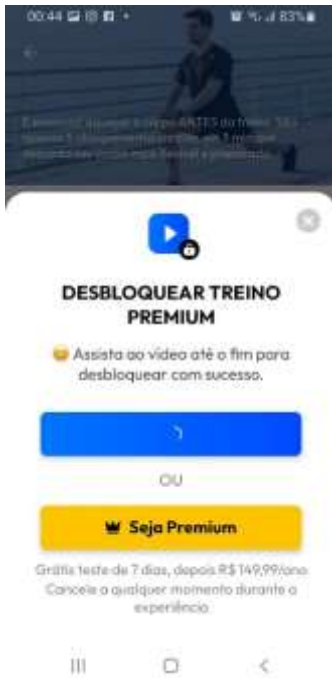 00:44
83%
DESBLOQUEAR TREINO
PREMIUM
😀 Assista ao vídeo até o fim para
desbloquear com sucesso.
OU
Seja Premium
Grátis teste de 7 dias, depois R$149,99/ano
Cancele a qualquer momento durante a
experiência